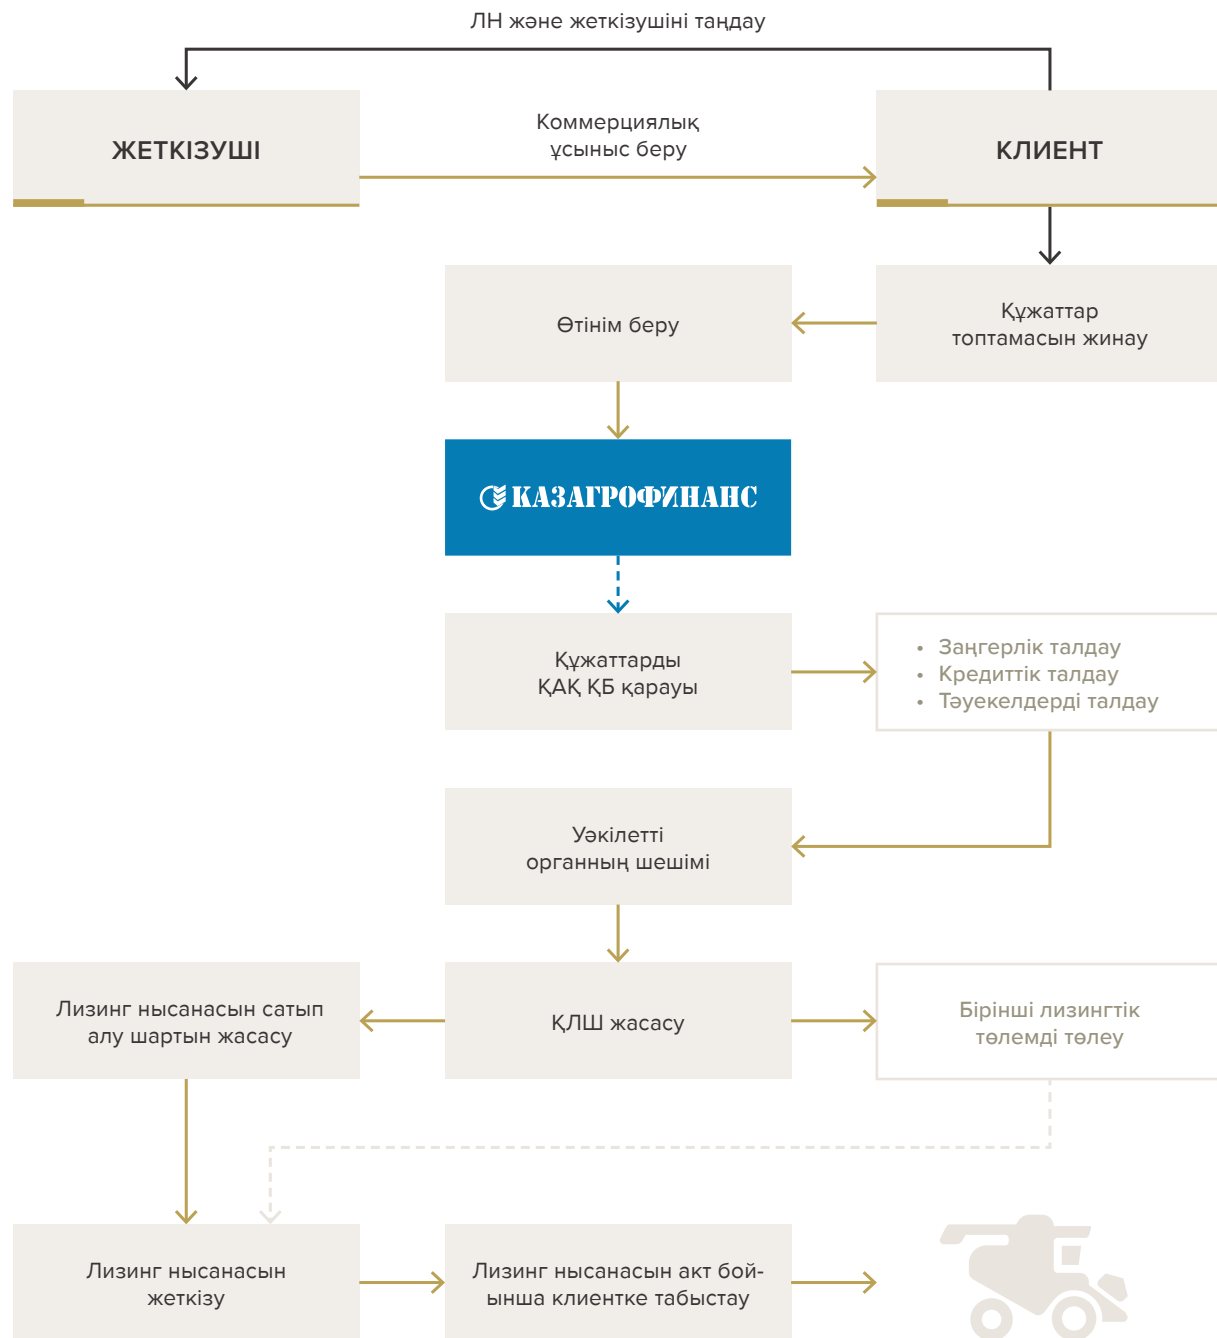 ЛН және жеткізушіні таңдау
ЖЕТКІЗУШІ
Коммерциялық
ұсыныс беру
КЛИЕНТ
Өтінім беру
Құжаттар
топтамасын жинау
КАЗАГРОФИНАНС
Құжаттарды
ҚАҚ ҚБ қарауы
• Заңгерлік талдау
• Кредиттік талдау
• Тәуекелдерді талдау
Уәкілетті
органның шешімі
Лизинг нысанасын сатып
алу шартын жасасу
ҚЛШ жасасу
Бірінші лизингтік
төлемді төлеу
Лизинг нысанасын
жеткізу
Лизинг нысанасын акт бой-
ынша клиентке табыстау